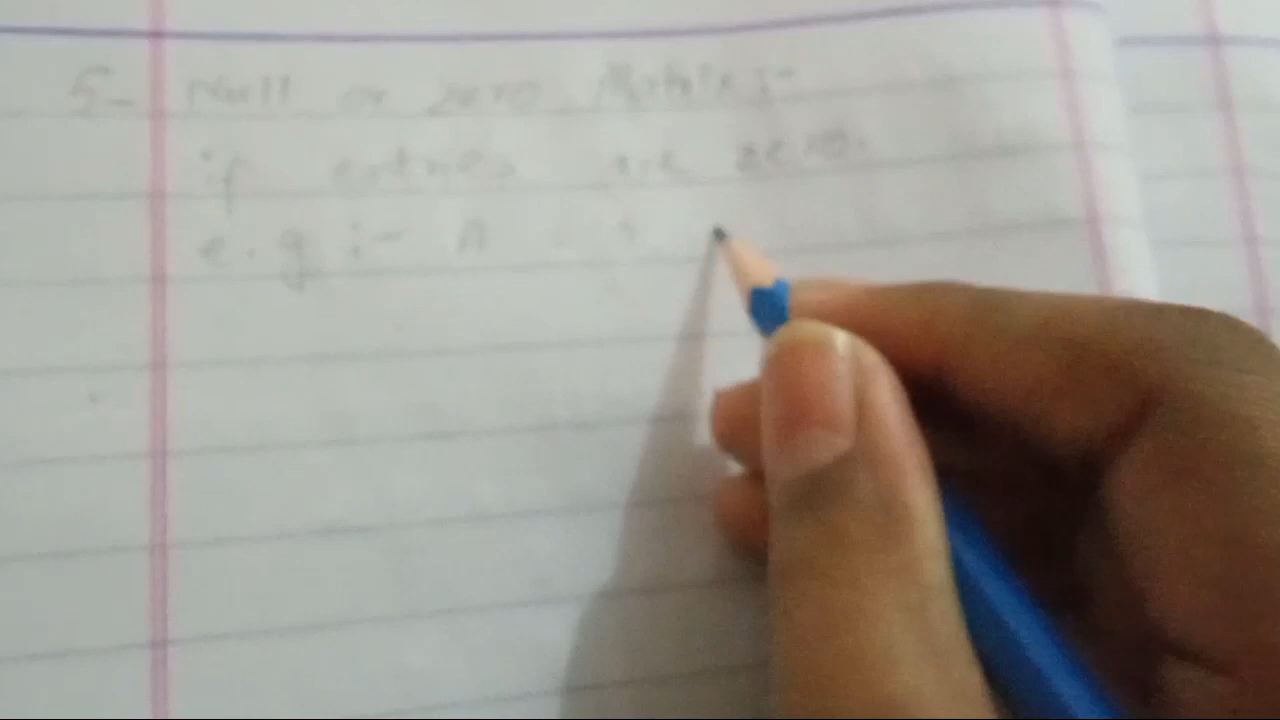 5- Null or zero Matrix :-
if entries are zero.
e.g :- A =